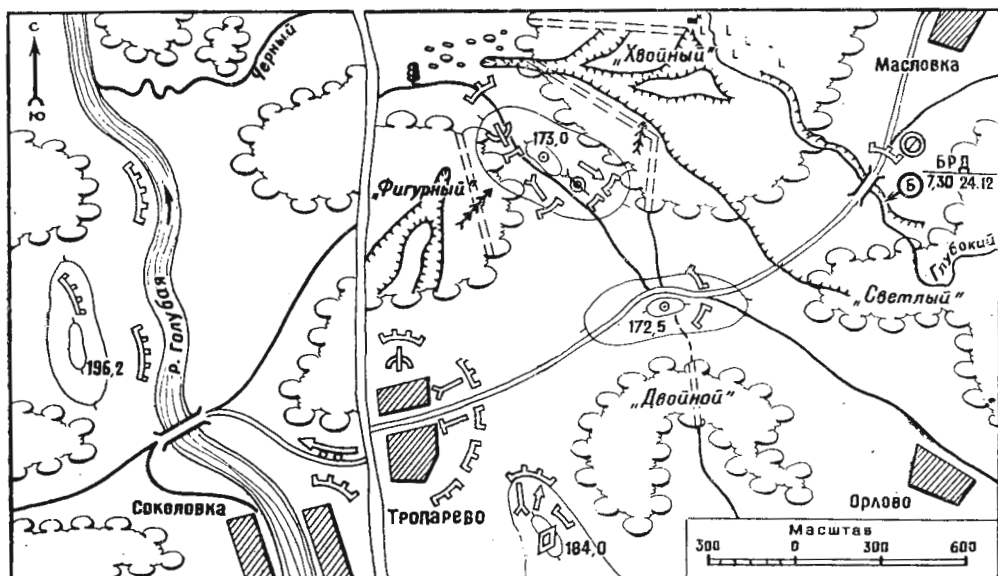 С
Ю
Черный
„Хвойный"
Масловка
173,0
БРД
Б
7.30 24.12
„Фигурный"
Глубокий
р. Голубая
„Светлый"
172,5
196,2
„Двойной"
Соколовка
ТРОПАРЕВО
Орлово
184,0
Масштаб
300 0 300 600